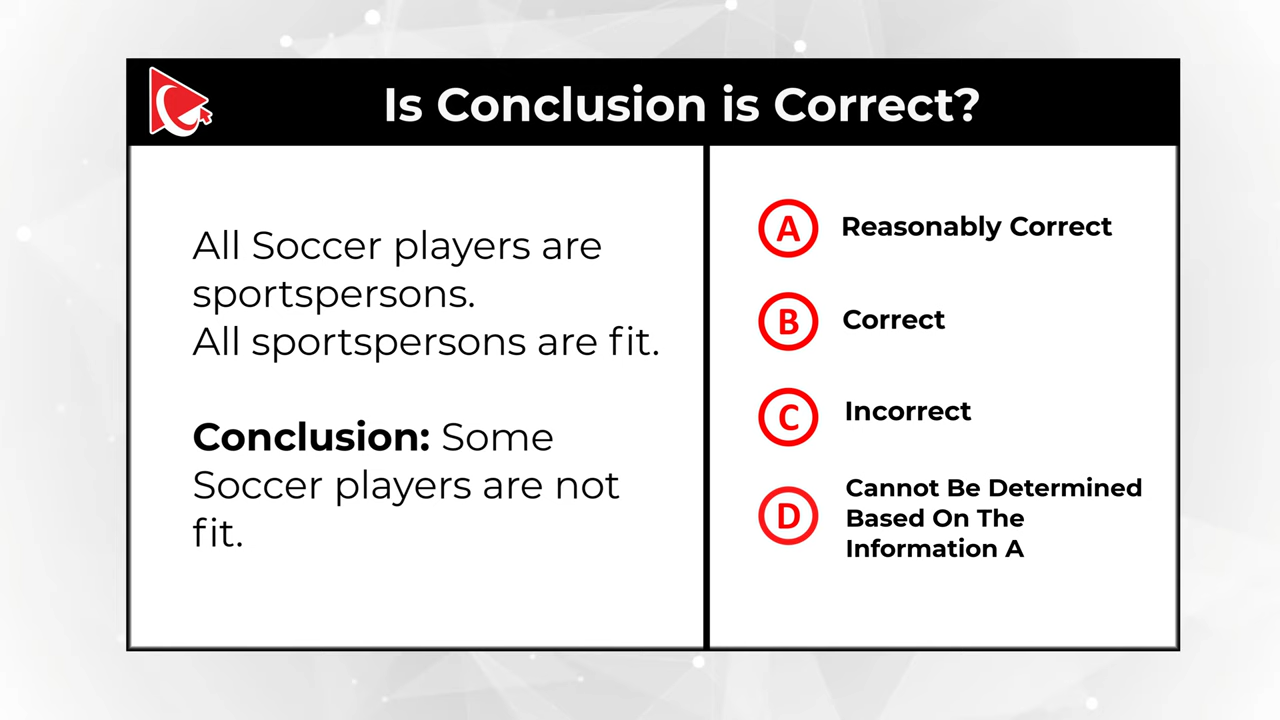 Is Conclusion is Correct?
All Soccer players are
sportspersons.
All sportspersons are fit.
Conclusion: Some
Soccer players are not
fit.
A Reasonably Correct
B Correct
C Incorrect
D Cannot Be Determined
Based On The
Information A